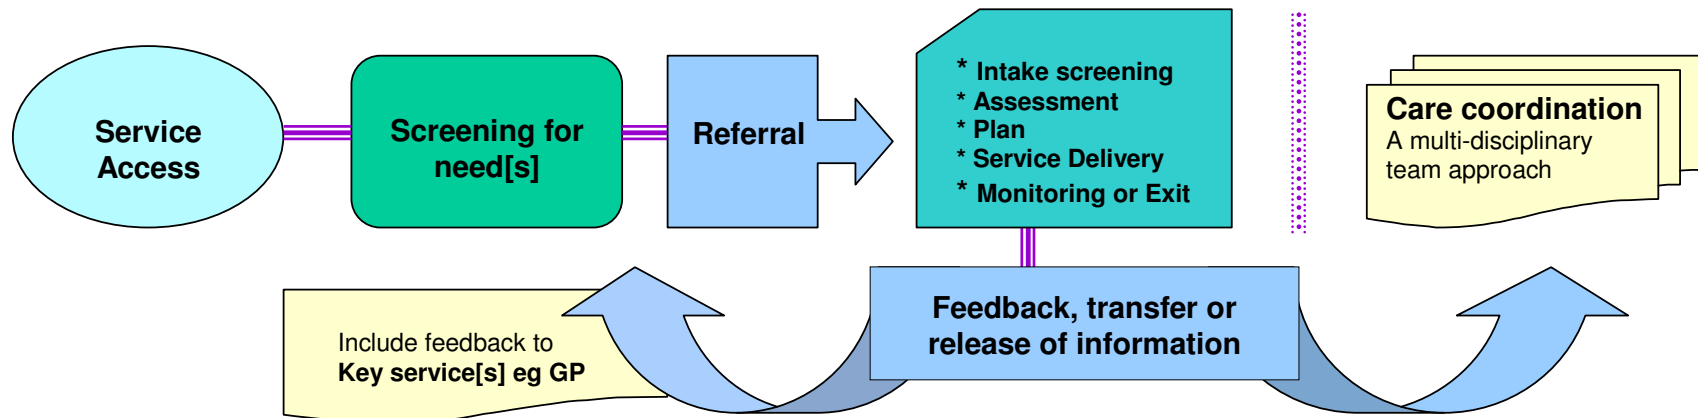 Service
Access
Screening for
need[s]
Referral
* Intake screening
* Assessment
* Plan
* Service Delivery
* Monitoring or Exit
Care coordination
A multi-disciplinary
team approach
Include feedback to
Key service[s] eg GP
Feedback, transfer or
release of information